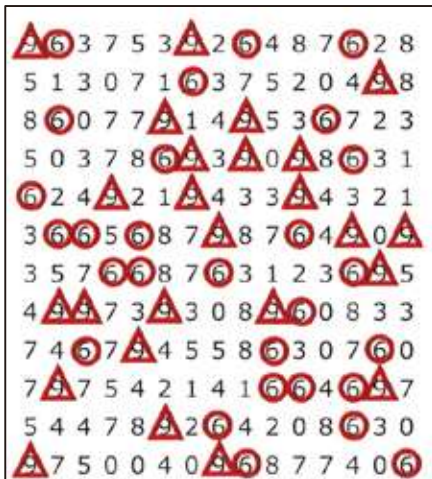 9 6 3 7 5 3 9 2 6 4 8 7 6 2 8
5 1 3 0 7 1 6 3 7 5 2 0 4 9 8
8 6 0 7 7 9 1 4 9 5 3 6 7 2 3
5 0 3 7 8 6 9 3 9 0 9 8 6 3 1
6 2 4 9 2 1 9 4 3 3 9 4 3 2 1
3 6 6 5 6 8 7 9 8 7 6 4 9 0 9
3 5 7 6 6 8 7 6 3 1 2 3 6 9 5
4 9 9 7 3 9 3 0 8 9 6 0 8 3 3
7 4 6 7 9 4 5 5 8 6 3 0 7 6 0
7 9 7 5 4 2 1 4 1 6 6 4 6 9 7
5 4 4 7 8 9 2 6 4 2 0 8 6 3 0
9 7 5 0 0 4 0 9 6 8 7 7 4 0 6